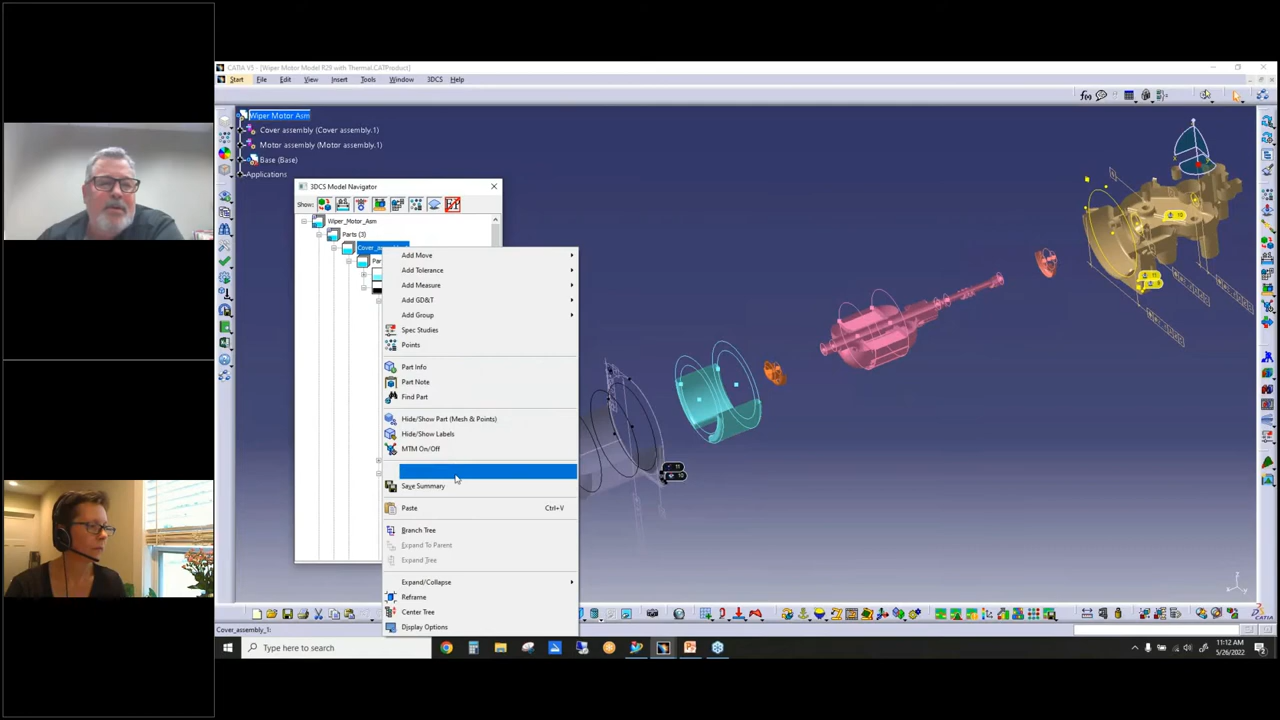 CATIA V5 - [Wiper Motor Model R29 with Thermal.CATProduct]
Start File Edit View Insert Tools Window 3DCS Help
f(x)
Wiper Motor Asm
Cover assembly (Cover assembly.1)
Motor assembly (Motor assembly.1)
Base (Base)
Applications
3DCS Model Navigator
Show:
Wiper_Motor_Asm
Parts (3)
Add Move
Add Tolerance
Add Measure
Add GD&T
Add Group
Spec Studies
Points
Part Info
Part Note
Find Part
Hide/Show Part (Mesh & Points)
Hide/Show Labels
MTM On/Off
Save Summary
Paste Ctrl+V
Branch Tree
Expand To Parent
Expand Tree
Expand/Collapse
Reframe
Center Tree
Display Options
10
11
11
10
Cover_assembly_1:
Type here to search
11:12 AM
5/26/2022